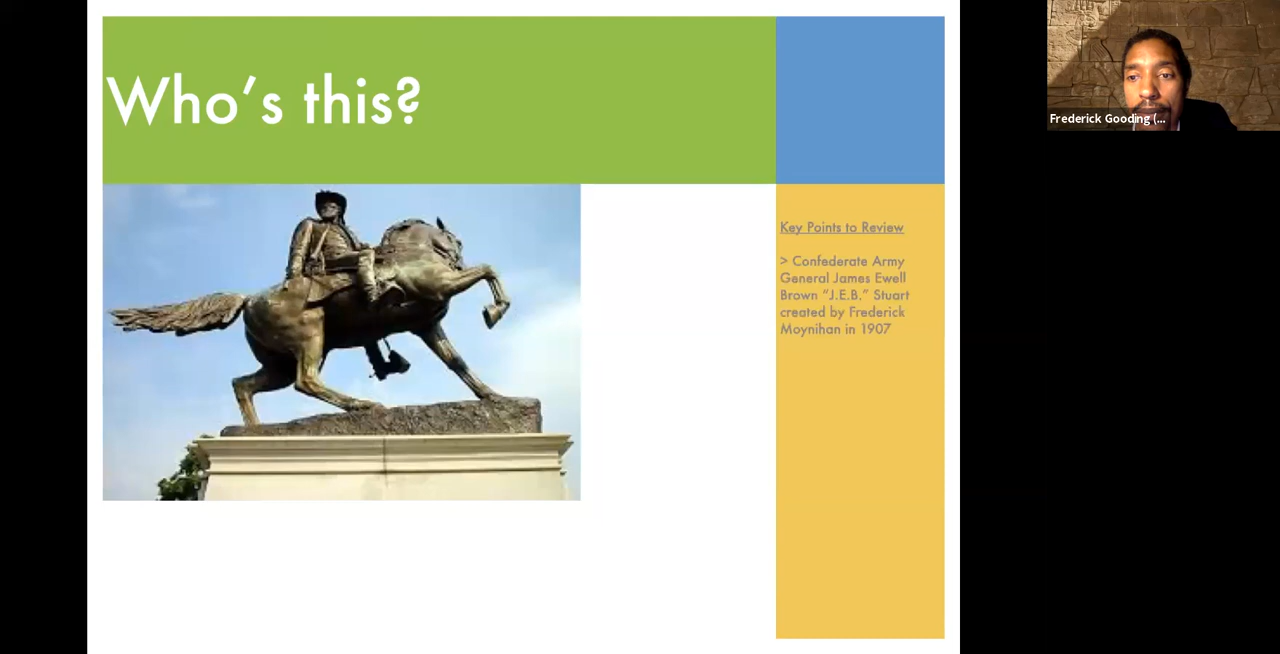 Who's this?
Frederick Gooding (...
Key Points to Review
> Confederate Army
General James Ewell
Brown “J.E.B.” Stuart
created by Frederick
Moynihan in 1907